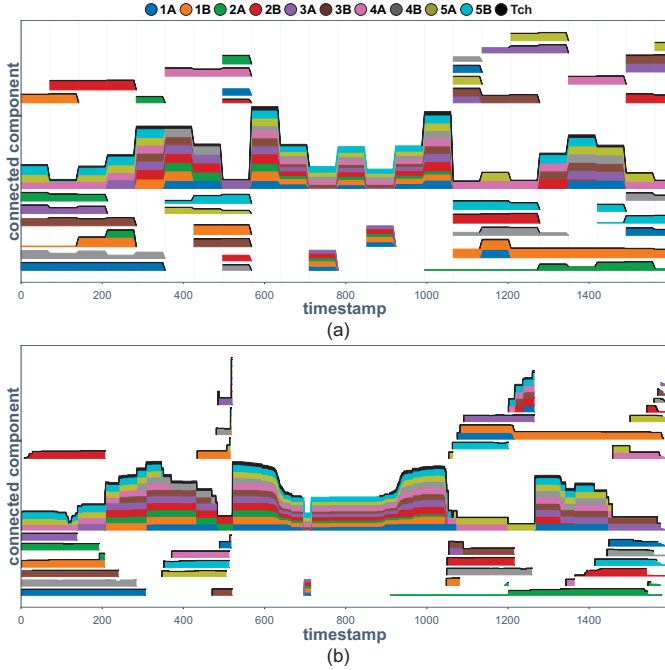 1A 1B 2A 2B 3A 3B 4A 4B 5A 5B Tch
connected component
0 200 400 600 800 1000 1200 1400
timestamp
(a)
connected component
0 200 400 600 800 1000 1200 1400
timestamp
(b)